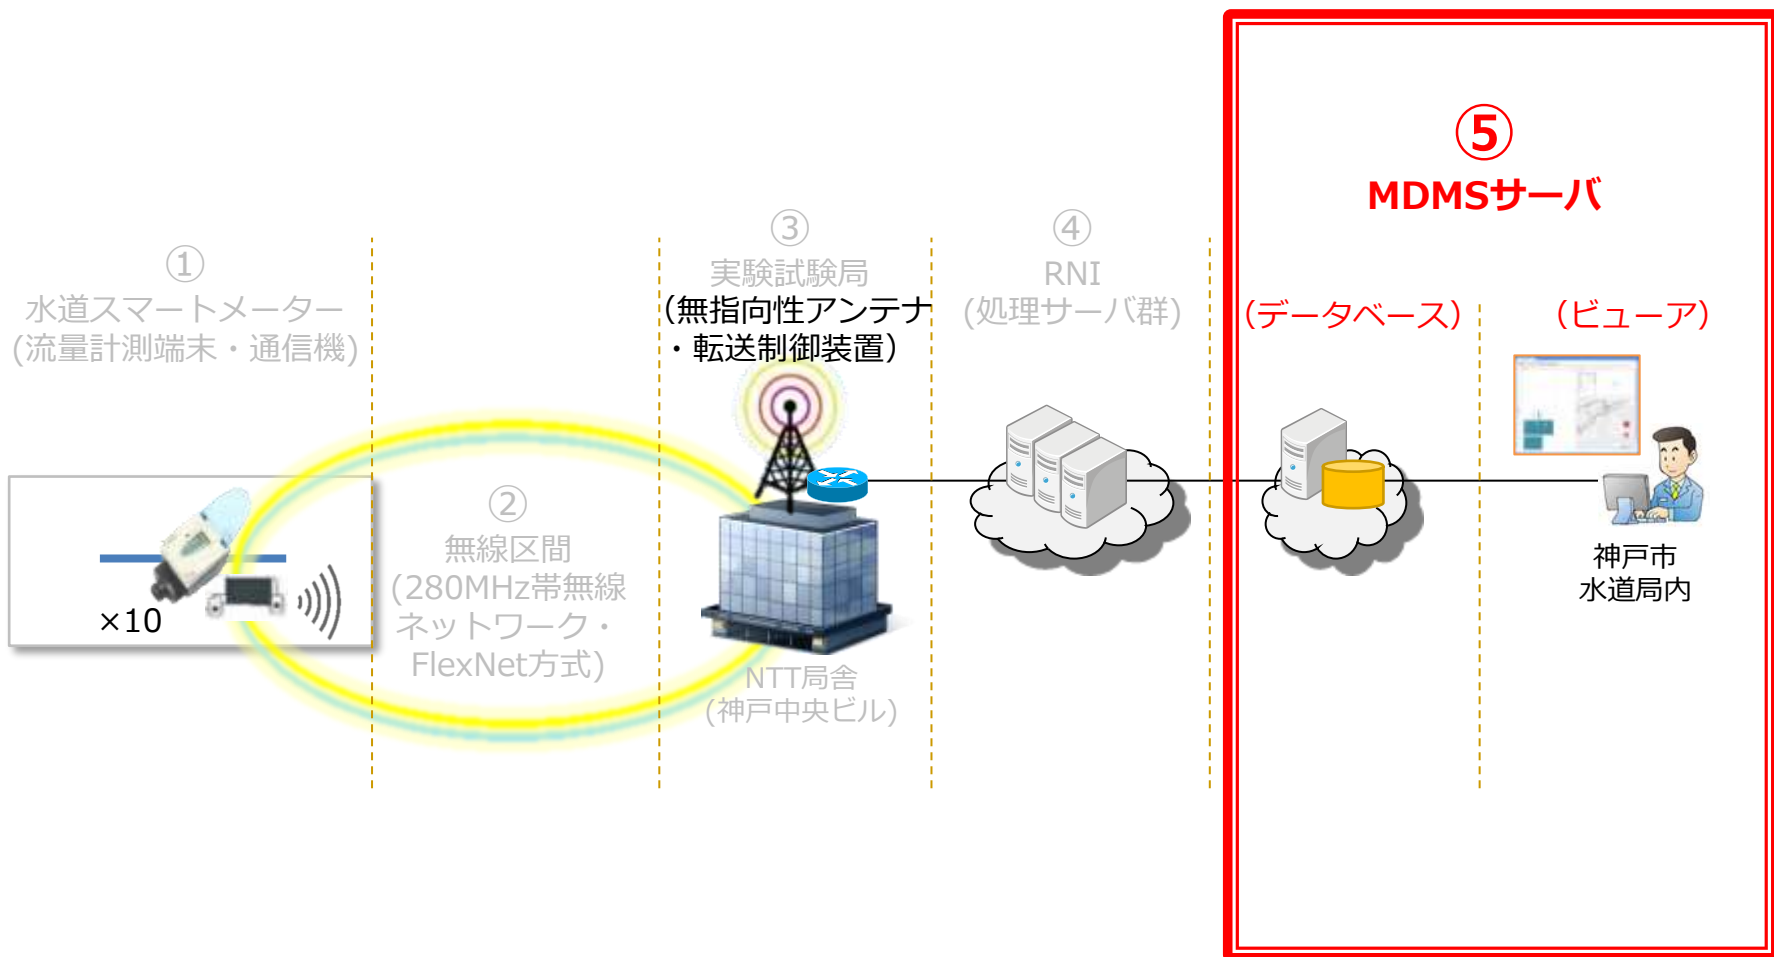 ①
水道スマートメーター
(流量計測端末・通信機)
×10
②
無線区間
(280MHz帯無線
ネットワーク・
FlexNet方式)
③
実験試験局
（無指向性アンテナ
・転送制御装置）
NTT局舎
(神戸中央ビル)
④
RNI
(処理サーバ群)
⑤
MDMSサーバ
（データベース）
（ビューア）
神戸市
水道局内